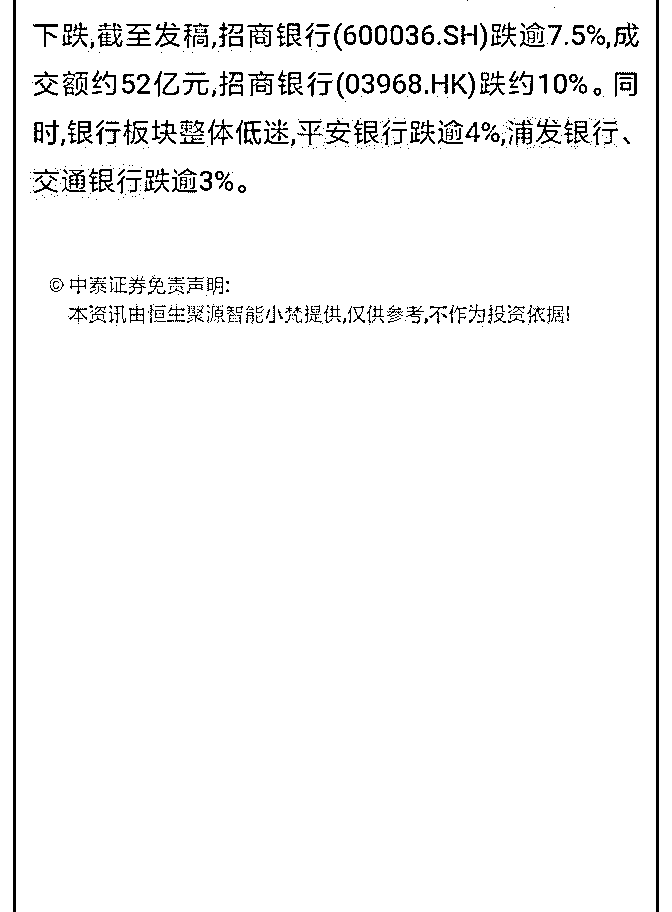 下跌,截至发稿,招商银行(600036.SH)跌逾7.5%,成
交额约52亿元,招商银行(03968.HK)跌约10%。同
时,银行板块整体低迷,平安银行跌逾4%,浦发银行、
交通银行跌逾3%。
© 中泰证券免责声明:
本资讯由恒生聚源智能小梵提供,仅供参考,不作为投资依据!